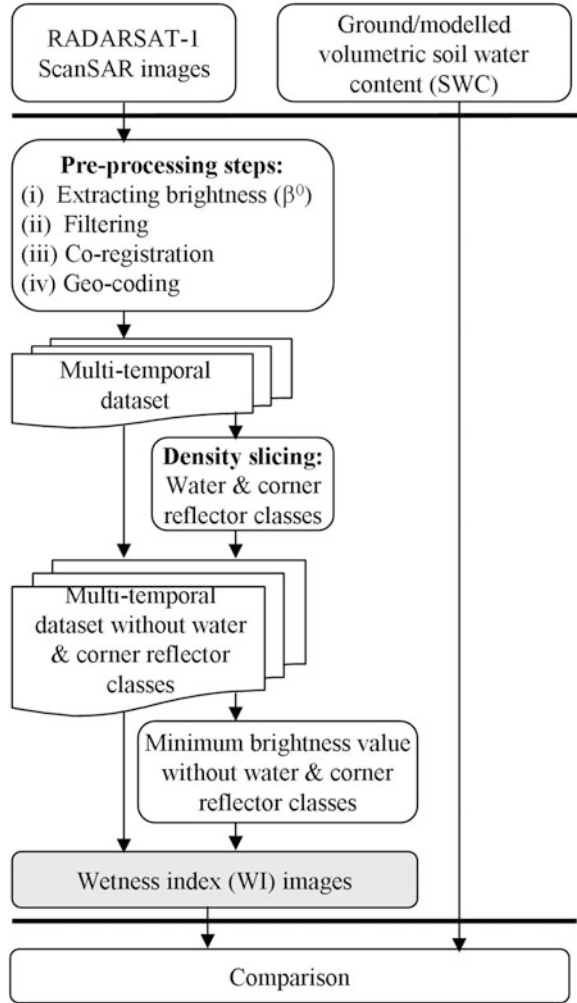 RADARSAT-1
ScanSAR images
Ground/modelled
volumetric soil water
content (SWC)
Pre-processing steps:
(i) Extracting brightness (β⁰)
(ii) Filtering
(iii) Co-registration
(iv) Geo-coding
Multi-temporal
dataset
Density slicing:
Water & corner
reflector classes
Multi-temporal
dataset without water
& corner reflector
classes
Minimum brightness value
without water & corner
reflector classes
Wetness index (WI) images
Comparison